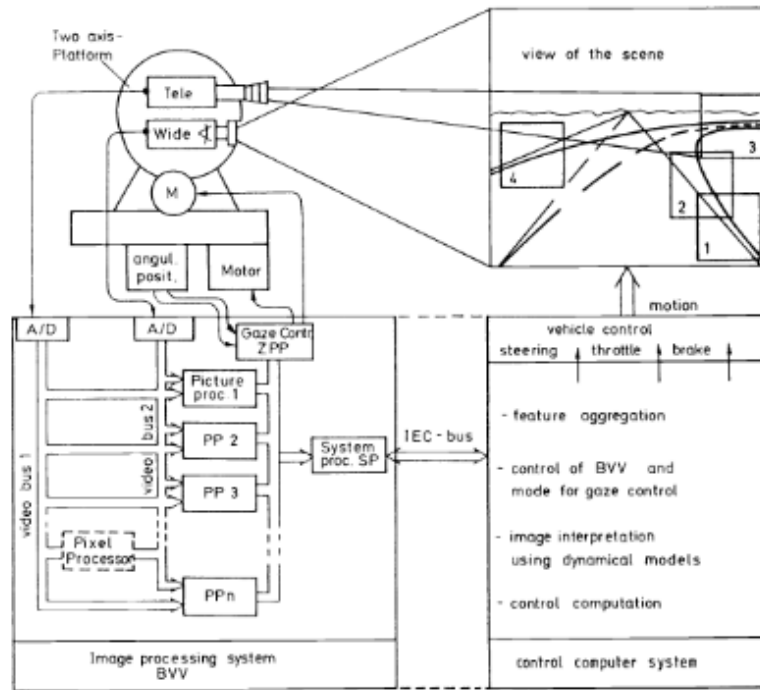 Two axis-
Platform
Tele
Wide
M
angul.
posit.
Motor
view of the scene
4
3
2
1
motion
A/D
A/D
Gaze Contr.
ZPP
Picture
proc. 1
PP 2
PP 3
PPn
video bus 1
video bus 2
Pixel
Processor
System
proc. SP
IEC-bus
Image processing system
BVV
vehicle control
steering throttle brake
- feature aggregation
- control of BVV and
mode for gaze control
- image interpretation
using dynamical models
- control computation
control computer system